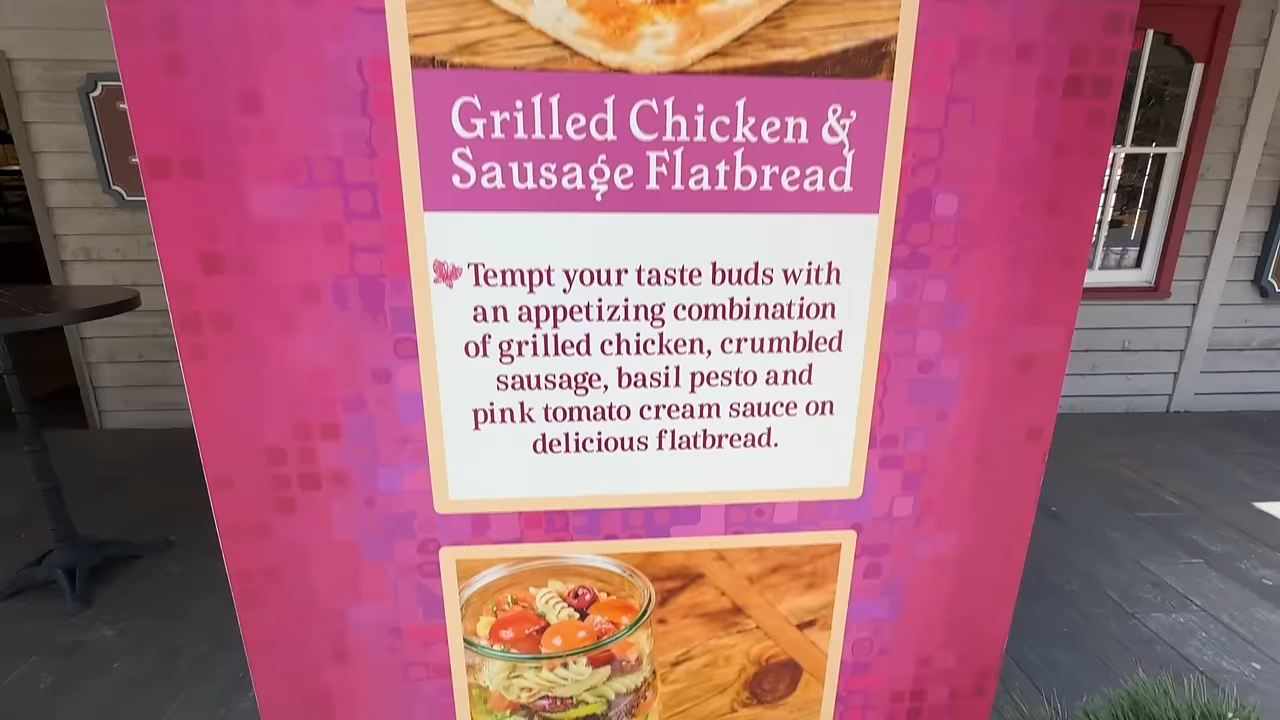 Grilled Chicken &
Sausage Flatbread
Tempt your taste buds with
an appetizing combination
of grilled chicken, crumbled
sausage, basil pesto and
pink tomato cream sauce on
delicious flatbread.